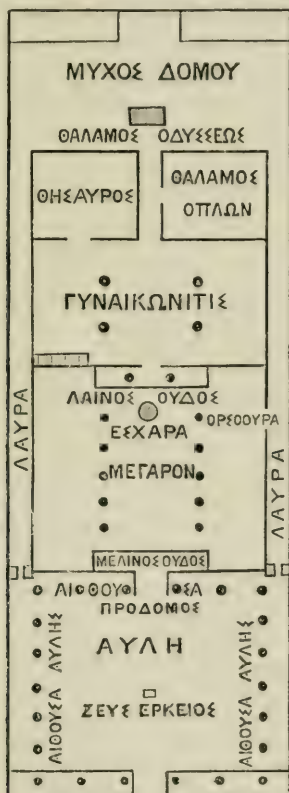 ΜΥΧΟΣ ΔΟΜΟΥ
ΘΑΛΑΜΟΣ ΟΔΥΣΣΕΩΣ
ΘΗΣΑΥΡΟΣ
ΘΑΛΑΜΟΣ
ΟΠΛΩΝ
ΓΥΝΑΙΚΩΝΙΤΙΣ
ΛΑΙΝΟΣ ΟΥΔΟΣ
ΕΣΧΑΡΑ
ΟΡΣΟΘΥΡΑ
ΛΑΥΡΑ
ΛΑΥΡΑ
ΜΕΓΑΡΟΝ
ΜΕΛΙΝΟΣ ΟΥΔΟΣ
ΑΙΘΟΥΣΑ
ΠΡΟΔΟΜΟΣ
ΑΥΛΗ
ΑΙΘΟΥΣΑ ΑΥΛΗΣ
ΑΙΘΟΥΣΑ ΑΥΛΗΣ
ΖΕΥΣ ΕΡΚΕΙΟΣ